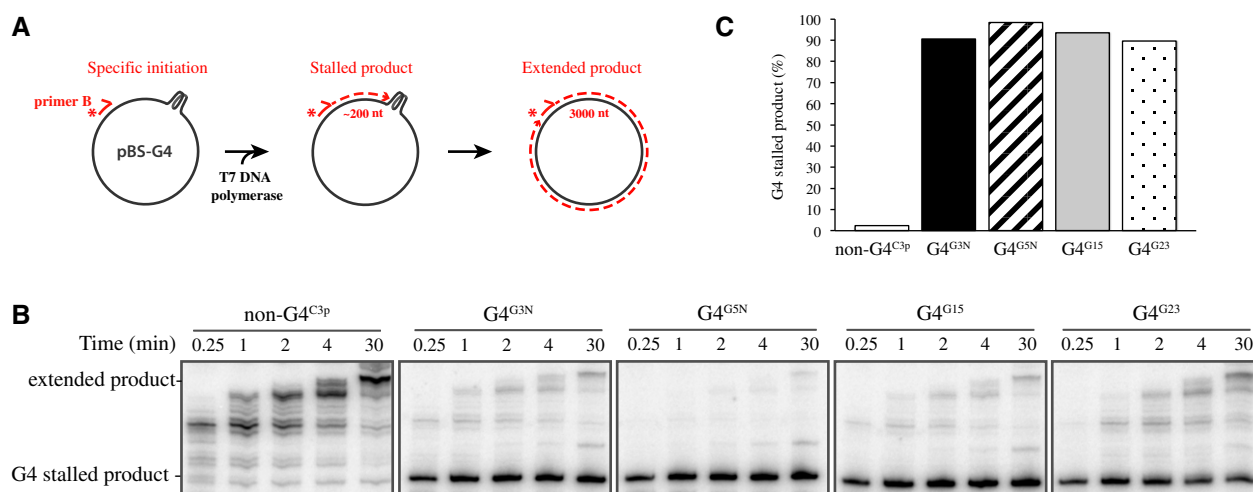 A
Specific initiation
Stalled product
Extended product
primer B
*
*
~200 nt
*
3000 nt
pBS-G4
T7 DNA
polymerase
C
G4 stalled product (%)
100
90
80
70
60
50
40
30
20
10
0
non-G4C3p G4G3N G4G5N G4G15 G4G23
B
non-G4C3p G4G3N G4G5N G4G15 G4G23
Time (min) 0.25 1 2 4 30 0.25 1 2 4 30 0.25 1 2 4 30 0.25 1 2 4 30 0.25 1 2 4 30
extended product-
G4 stalled product -